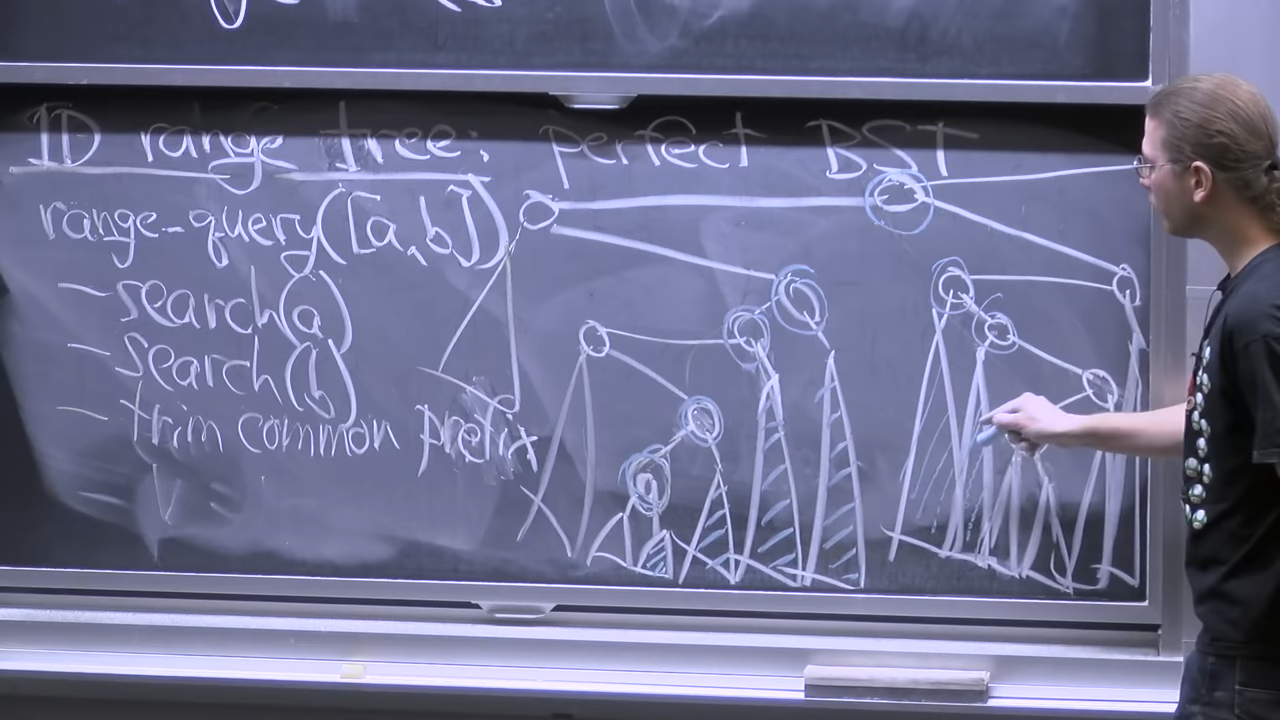 1D range tree: perfect BST
range-query([a,b])
- search(a)
- search(b)
- trim common prefix